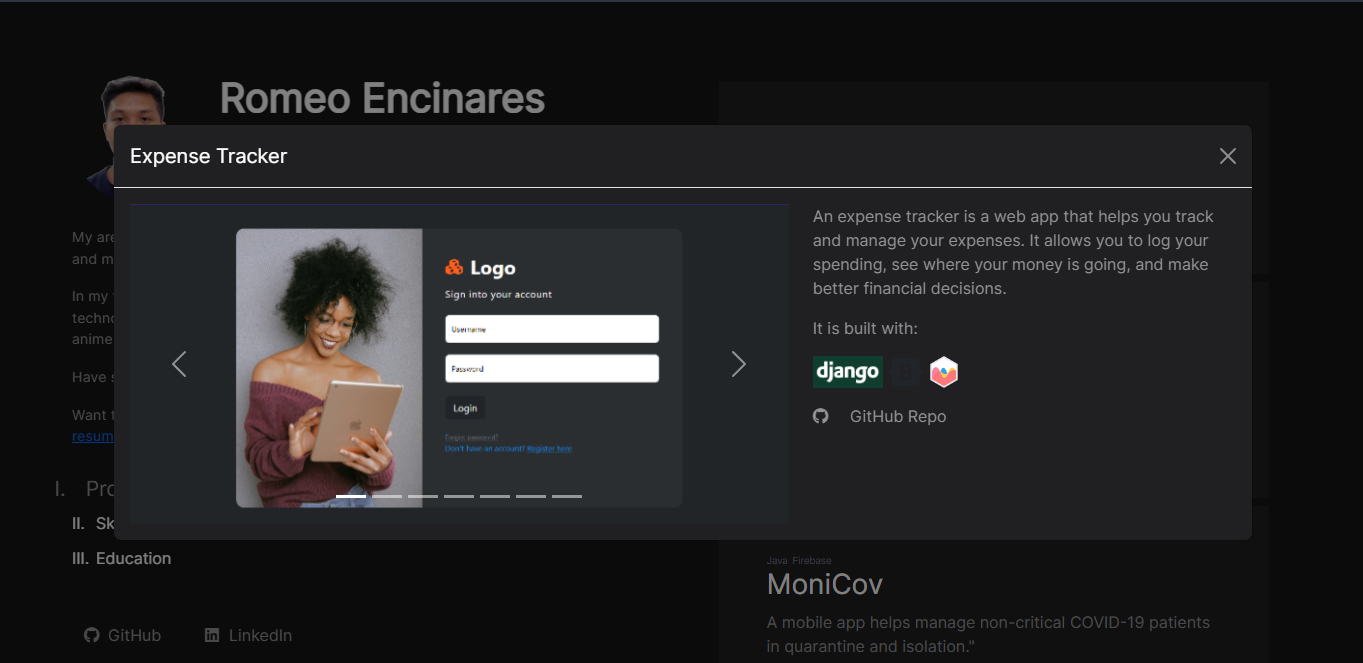 Romeo Encinares
Expense Tracker
My are
and m
In my
techno
anime
Have s
Want t
resum
I. Pro
II. Sk
III. Education
GitHub
LinkedIn
Logo
Sign into your account
Username
Password
Login
Forgot password?
Don't have an account? Register here
An expense tracker is a web app that helps you track
and manage your expenses. It allows you to log your
spending, see where your money is going, and make
better financial decisions.
It is built with:
django
GitHub Repo
Java Firebase
MoniCov
A mobile app helps manage non-critical COVID-19 patients
in quarantine and isolation."